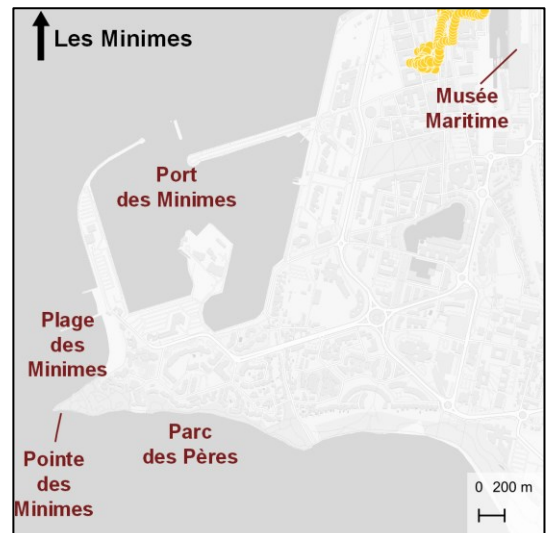 Les Minimes
Musée
Maritime
Port
des Minimes
Plage
des
Minimes
Parc
des Pères
Pointe
des
Minimes
0 200 m